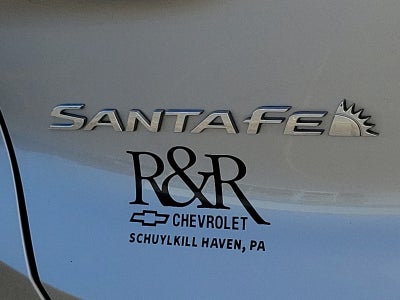 SANTA FE
R&R
CHEVROLET
SCHUYLKILL HAVEN, PA